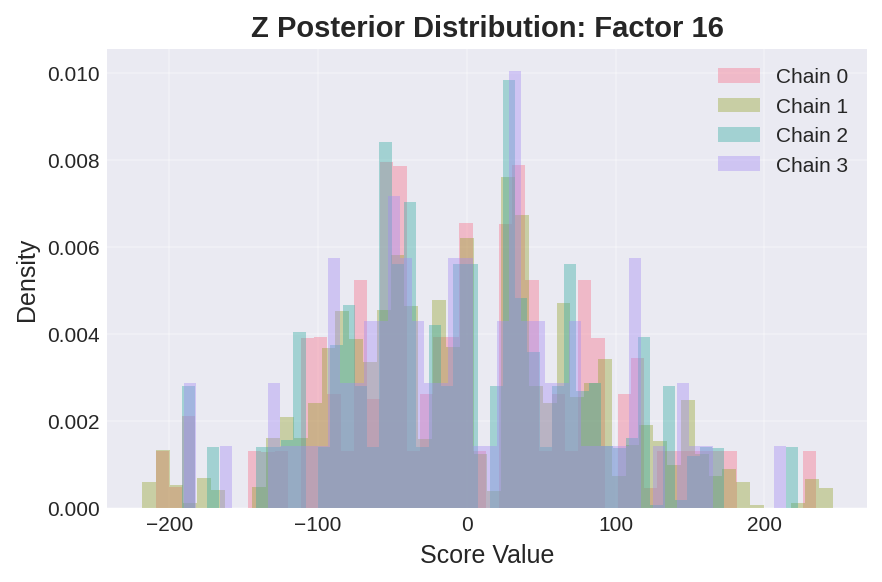 Z Posterior Distribution: Factor 16
Chain 0
Chain 1
Chain 2
Chain 3
0.010
0.008
0.006
0.004
0.002
0.000
Density
−200
−100
0
100
200
Score Value